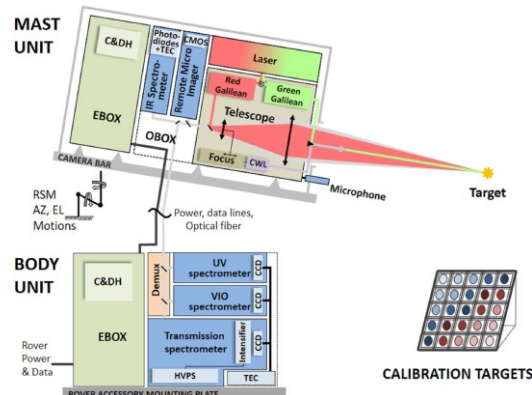 MAST
UNIT
C&DH
EBOX
Photo-
diodes
+TEC
CMOS
IR Spectro-
meter
Remote Micro
Imager
OBOX
Laser
Red
Galilean
Green
Galilean
Telescope
Focus
CWL
Microphone
Target
CAMERA BAR
RSM
AZ, EL
Motions
Power, data lines,
Optical fiber
BODY
UNIT
C&DH
EBOX
Demux
UV
spectrometer
CCD
VIO
spectrometer
CCD
Transmission
spectrometer
Intensifier
CCD
HVPS
TEC
Rover
Power
& Data
ROVER ACCESSORY MOUNTING PLATE
CALIBRATION TARGETS